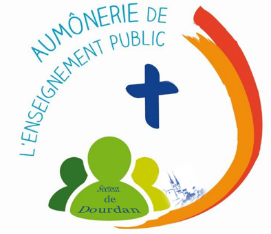 AUMÔNERIE DE
L'ENSEIGNEMENT PUBLIC
Secteur
de
Dourdan